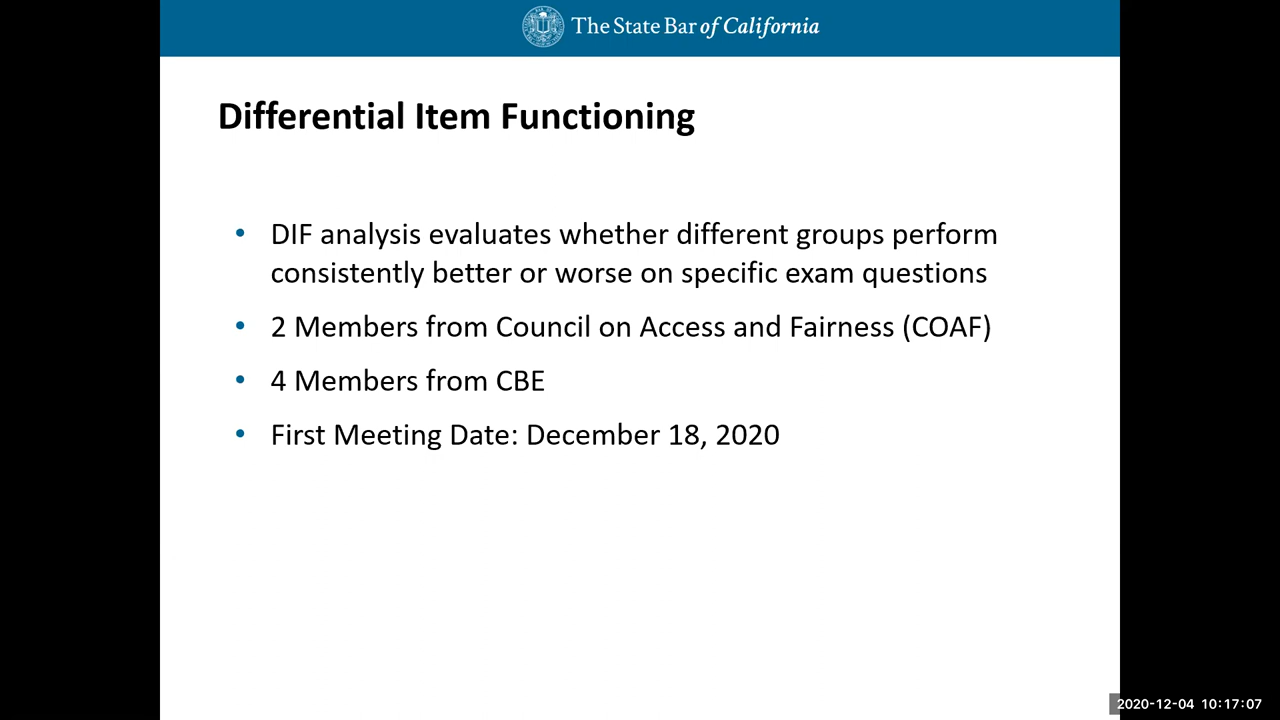 The State Bar of California
Differential Item Functioning
• DIF analysis evaluates whether different groups perform
consistently better or worse on specific exam questions
• 2 Members from Council on Access and Fairness (COAF)
• 4 Members from CBE
• First Meeting Date: December 18, 2020
2020-12-04 10:17:07